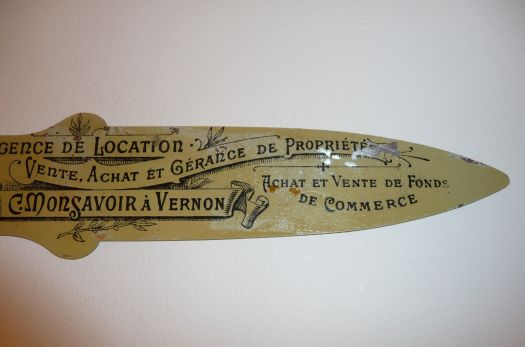 GENCE DE LOCATION
VENTE, ACHAT ET GÉRANCE DE PROPRIÉTÉ
C. MONSAVOIR À VERNON
ACHAT ET VENTE DE FONDS
DE COMMERCE